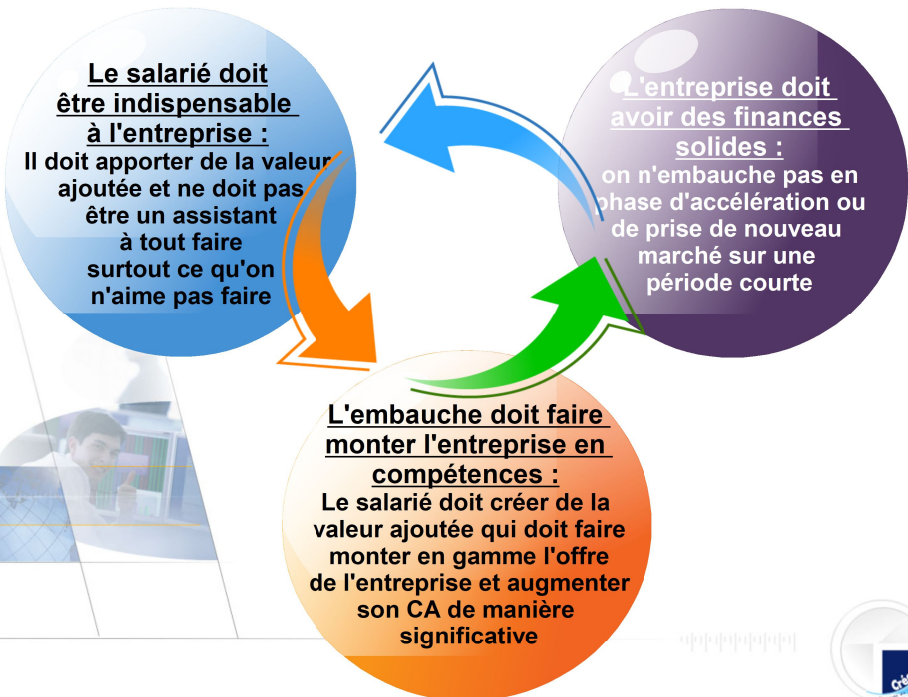 Le salarié doit
être indispensable
à l'entreprise :
Il doit apporter de la valeur
ajoutée et ne doit pas
être un assistant
à tout faire
surtout ce qu'on
n'aime pas faire
L'entreprise doit
avoir des finances
solides :
on n'embauche pas en
phase d'accélération ou
de prise de nouveau
marché sur une
période courte
L'embauche doit faire
monter l'entreprise en
compétences :
Le salarié doit créer de la
valeur ajoutée qui doit faire
monter en gamme l'offre
de l'entreprise et augmenter
son CA de manière
significative